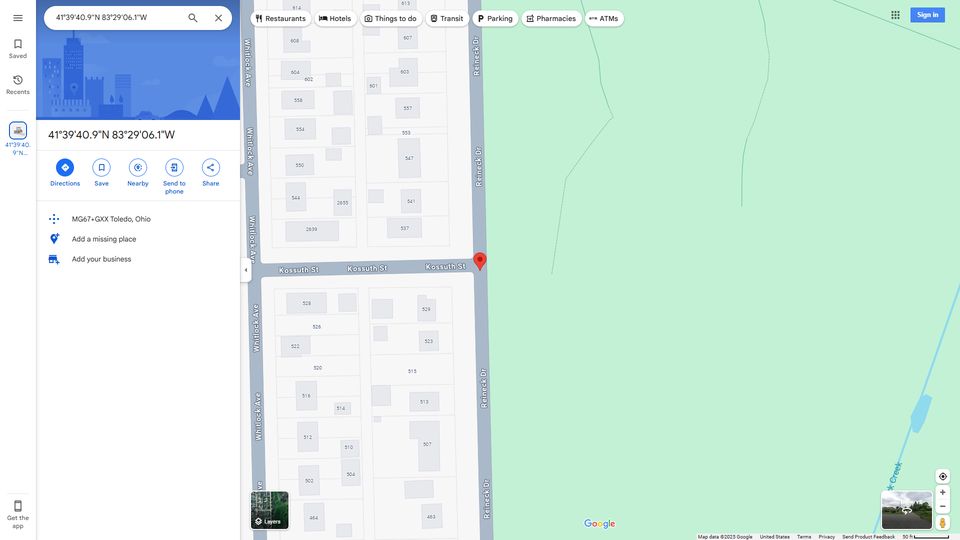 41°39'40.9"N 83°29'06.1"W
Restaurants
Hotels
Things to do
Transit
Parking
Pharmacies
ATMs
Sign in
Saved
Recents
41°39'40.
9"N...
41°39'40.9"N 83°29'06.1"W
Directions
Save
Nearby
Send to
phone
Share
MG67+GXX Toledo, Ohio
Add a missing place
Add your business
Get the
app
614
613
608
607
604
602
603
601
558
557
554
553
550
547
544
2655
541
2639
537
Whitlock Ave
Whitlock Ave
Whitlock Ave
Reineck Dr
Reineck Dr
Kossuth St
Kossuth St
Kossuth St
528
529
526
522
523
520
515
516
514
513
512
510
507
502
504
464
463
Whitlock Ave
Whitlock Ave
Ave
Reineck Dr
Reineck Dr
k Creek
Layers
Google
Map data ©2025 Google
United States
Terms
Privacy
Send Product Feedback
50 ft